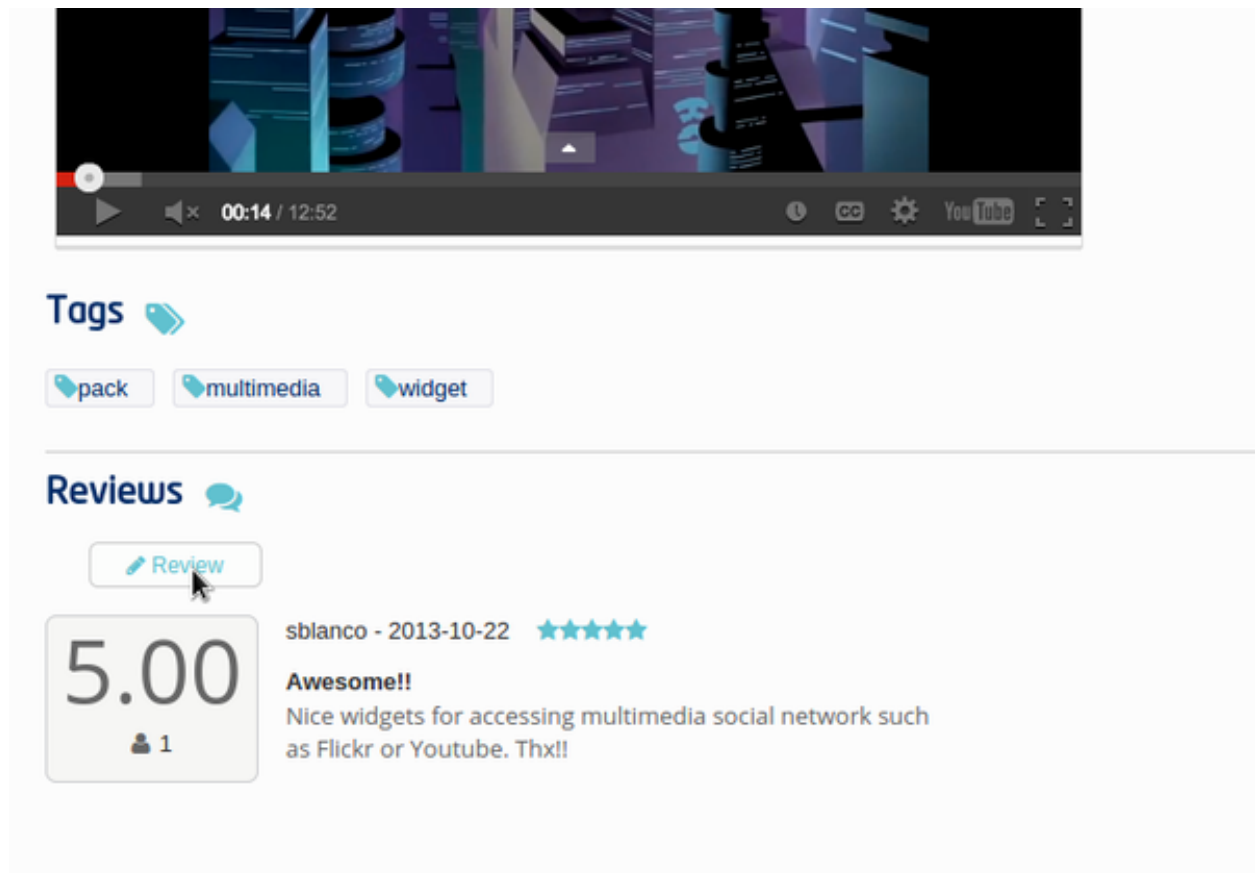 00:14 / 12:52 CC YouTube
Tags
pack multimedia widget
Reviews
Review
5.00
1
sblanco - 2013-10-22
Awesome!!
Nice widgets for accessing multimedia social network such
as Flickr or Youtube. Thx!!